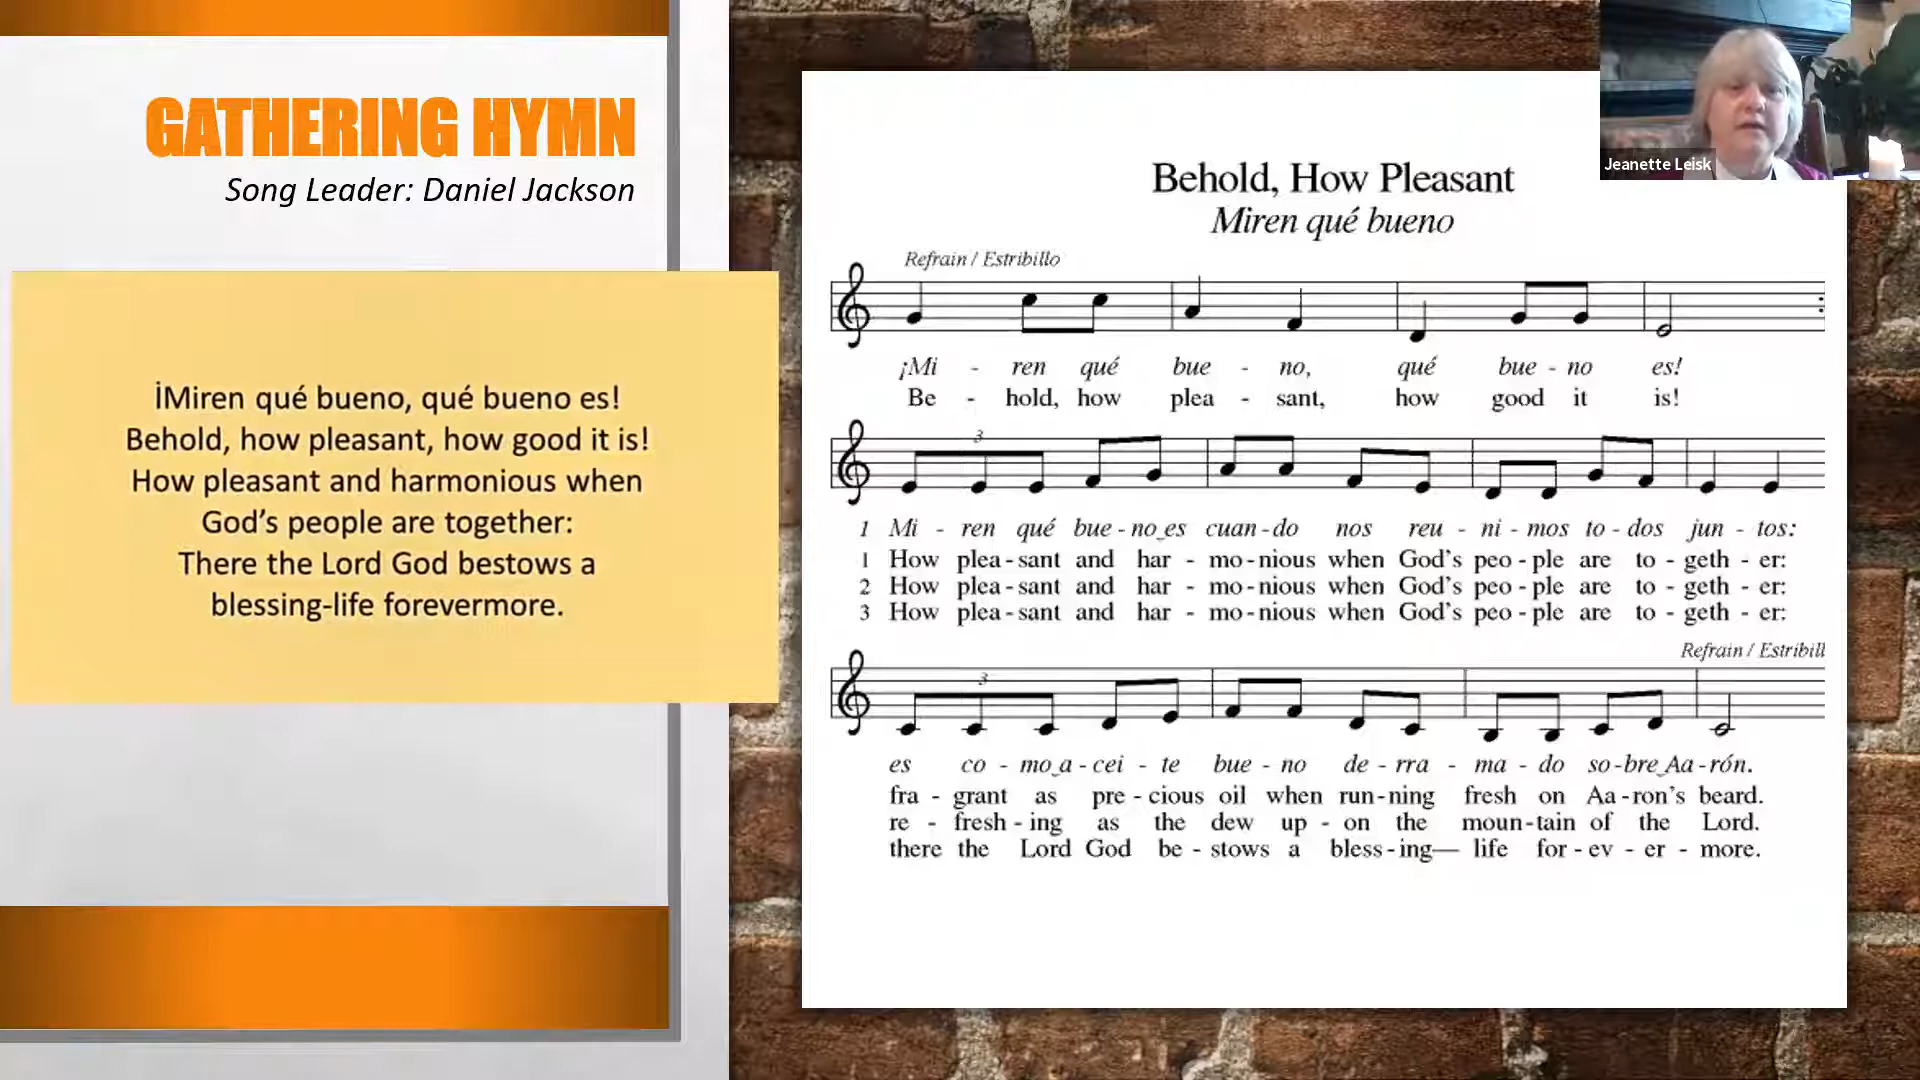 GATHERING HYMN
Song Leader: Daniel Jackson
¡Miren qué bueno, qué bueno es!
Behold, how pleasant, how good it is!
How pleasant and harmonious when
God's people are together:
There the Lord God bestows a
blessing-life forevermore.
Jeanette Leisk
Behold, How Pleasant
Miren qué bueno
Refrain / Estribillo
¡Mi - ren qué bue - no, qué bue - no es!
Be - hold, how plea - sant, how good it is!
3
1 Mi - ren qué bue - no_es cuan - do nos reu - ni - mos to - dos jun - tos:
1 How plea - sant and har - mo - nious when God's peo - ple are to - geth - er:
2 How plea - sant and har - mo - nious when God's peo - ple are to - geth - er:
3 How plea - sant and har - mo - nious when God's peo - ple are to - geth - er:
Refrain / Estribill
3
es co - mo_a - cei - te bue - no de - rra - ma - do so - bre_Aa - rón.
fra - grant as pre - cious oil when run - ning fresh on Aa - ron's beard.
re - fresh - ing as the dew up - on the moun - tain of the Lord.
there the Lord God be - stows a bless - ing— life for - ev - er - more.